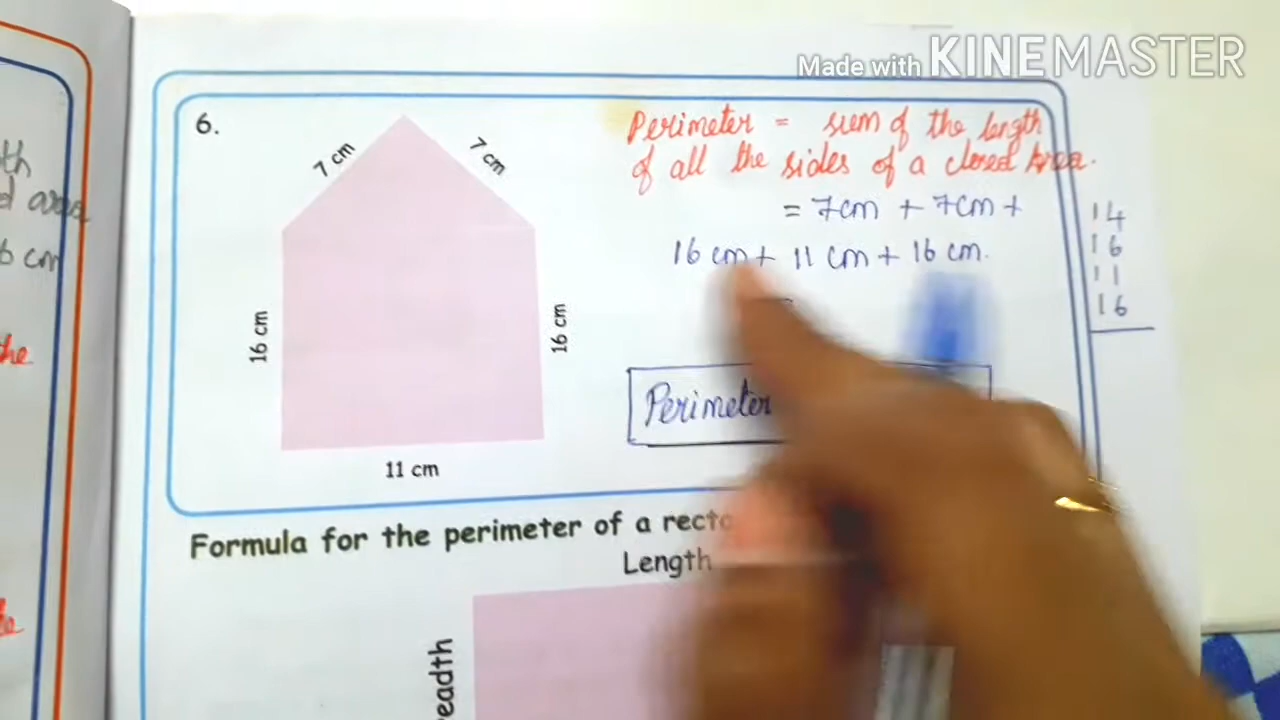 Made with KINEMASTER
6.
7 cm
7 cm
16 cm
16 cm
11 cm
Perimeter = sum of the length
of all the sides of a closed Area.
= 7cm + 7cm +
16 cm + 11 cm + 16 cm.
=
14
16
11
16
Perimeter
Formula for the perimeter of a
Length
the